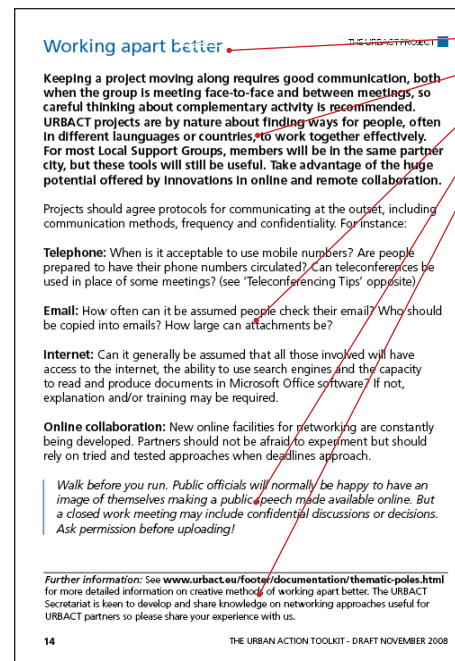 Working apart better
THE URBACT PROJECT
Keeping a project moving along requires good communication, both
when the group is meeting face-to-face and between meetings, so
careful thinking about complementary activity is recommended.
URBACT projects are by nature about finding ways for people, often
in different launguages or countries, to work together effectively.
For most Local Support Groups, members will be in the same partner
city, but these tools will still be useful. Take advantage of the huge
potential offered by innovations in online and remote collaboration.
Projects should agree protocols for communicating at the outset, including
communication methods, frequency and confidentiality. For instance:
Telephone: When is it acceptable to use mobile numbers? Are people
prepared to have their phone numbers circulated? Can teleconferences be
used in place of some meetings? (see 'Teleconferencing Tips' opposite)
Email: How often can it be assumed people check their email? Who should
be copied into emails? How large can attachments be?
Internet: Can it generally be assumed that all those involved will have
access to the internet, the ability to use search engines and the capacity
to read and produce documents in Microsoft Office software? If not,
explanation and/or training may be required.
Online collaboration: New online facilities for networking are constantly
being developed. Partners should not be afraid to experiment but should
rely on tried and tested approaches when deadlines approach.
Walk before you run. Public officials will normally be happy to have an
image of themselves making a public speech made available online. But
a closed work meeting may include confidential discussions or decisions.
Ask permission before uploading!
Further information: See www.urbact.eu/footer/documentation/thematic-poles.html
for more detailed information on creative methods of working apart better. The URBACT
Secretariat is keen to develop and share knowledge on networking approaches useful for
URBACT partners so please share your experience with us.
14
THE URBAN ACTION TOOLKIT - DRAFT NOVEMBER 2008